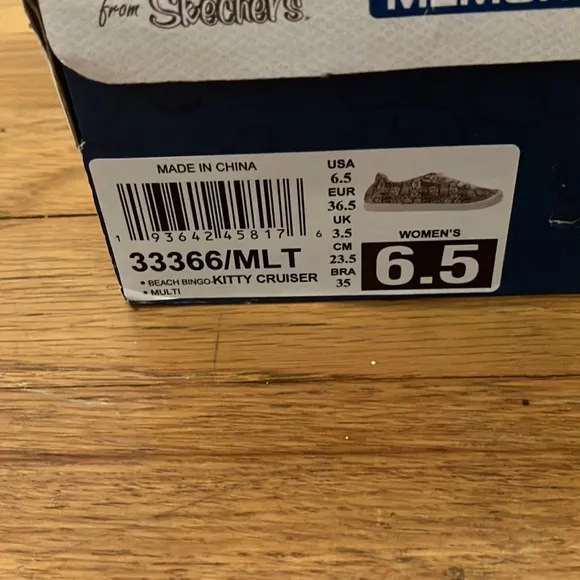 from Skechers.
MADE IN CHINA
1 93642 45817 6
33366/MLT
• BEACH BINGO-KITTY CRUISER
• MULTI
USA
6.5
EUR
36.5
UK
3.5
CM
23.5
BRA
35
WOMEN'S
6.5